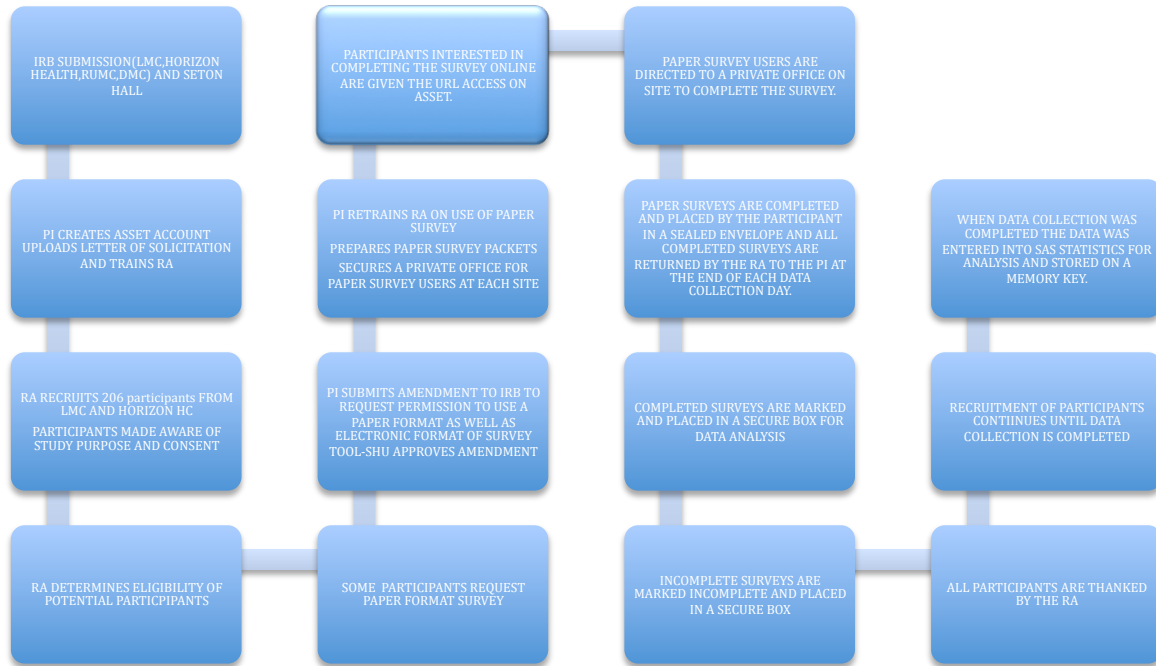 IRB SUBMISSION(LMC,HORIZON
HEALTH,RUMC,DMC) AND SETON
HALL
PI CREATES ASSET ACCOUNT
UPLOADS LETTER OF SOLICITATION
AND TRAINS RA
RA RECRUITS 206 participants FROM
LMC AND HORIZON HC
PARTICIPANTS MADE AWARE OF
STUDY PURPOSE AND CONSENT
RA DETERMINES ELIGIBILITY OF
POTENTIAL PARTICPIPANTS
SOME PARTICIPANTS REQUEST
PAPER FORMAT SURVEY
PI SUBMITS AMENDMENT TO IRB TO
REQUEST PERMISSION TO USE A
PAPER FORMAT AS WELL AS
ELECTRONIC FORMAT OF SURVEY
TOOL-SHU APPROVES AMENDMENT
PI RETRAINS RA ON USE OF PAPER
SURVEY
PREPARES PAPER SURVEY PACKETS
SECURES A PRIVATE OFFICE FOR
PAPER SURVEY USERS AT EACH SITE
PARTICIPANTS INTERESTED IN
COMPLETING THE SURVEY ONLINE
ARE GIVEN THE URL ACCESS ON
ASSET.
PAPER SURVEY USERS ARE
DIRECTED TO A PRIVATE OFFICE ON
SITE TO COMPLETE THE SURVEY.
PAPER SURVEYS ARE COMPLETED
AND PLACED BY THE PARTICIPANT
IN A SEALED ENVELOPE AND ALL
COMPLETED SURVEYS ARE
RETURNED BY THE RA TO THE PI AT
THE END OF EACH DATA
COLLECTION DAY.
COMPLETED SURVEYS ARE MARKED
AND PLACED IN A SECURE BOX FOR
DATA ANALYSIS
INCOMPLETE SURVEYS ARE
MARKED INCOMPLETE AND PLACED
IN A SECURE BOX
ALL PARTICIPANTS ARE THANKED
BY THE RA
RECRUITMENT OF PARTICIPANTS
CONTIINUES UNTIL DATA
COLLECTION IS COMPLETED
WHEN DATA COLLECTION WAS
COMPLETED THE DATA WAS
ENTERED INTO SAS STATISTICS FOR
ANALYSIS AND STORED ON A
MEMORY KEY.